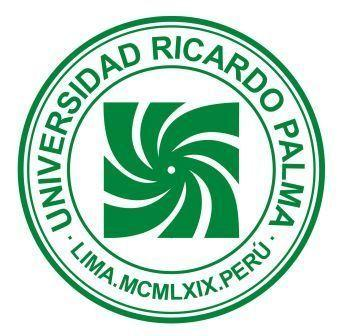 UNIVERSIDAD RICARDO PALMA
· LIMA.MCMLXIX.PERÚ ·